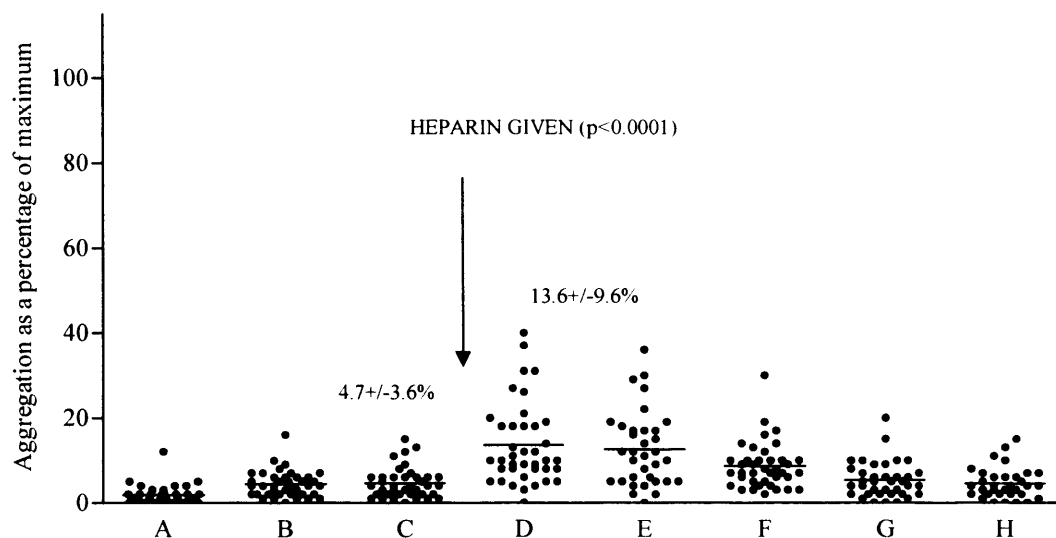 Aggregation as a percentage of maximum
100
80
60
40
20
0
HEPARIN GIVEN (p<0.0001)
13.6+/-9.6%
4.7+/-3.6%
A B C D E F G H